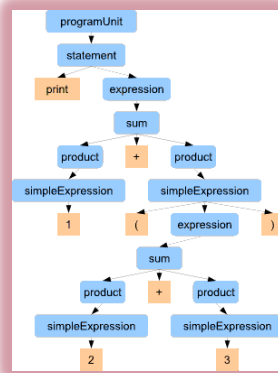 programUnit
statement
print expression
sum
product + product
simpleExpression simpleExpression
1 ( expression )
sum
product + product
simpleExpression simpleExpression
2 3